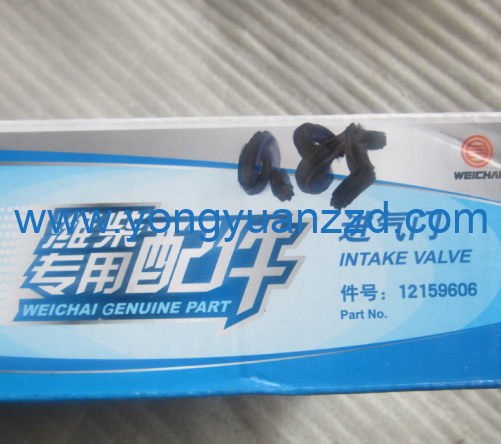 WEICHAI
www.yongyuanzzd.com
潍柴
专用配件
WEICHAI GENUINE PART
进气门
INTAKE VALVE
件号：12159606
Part No.